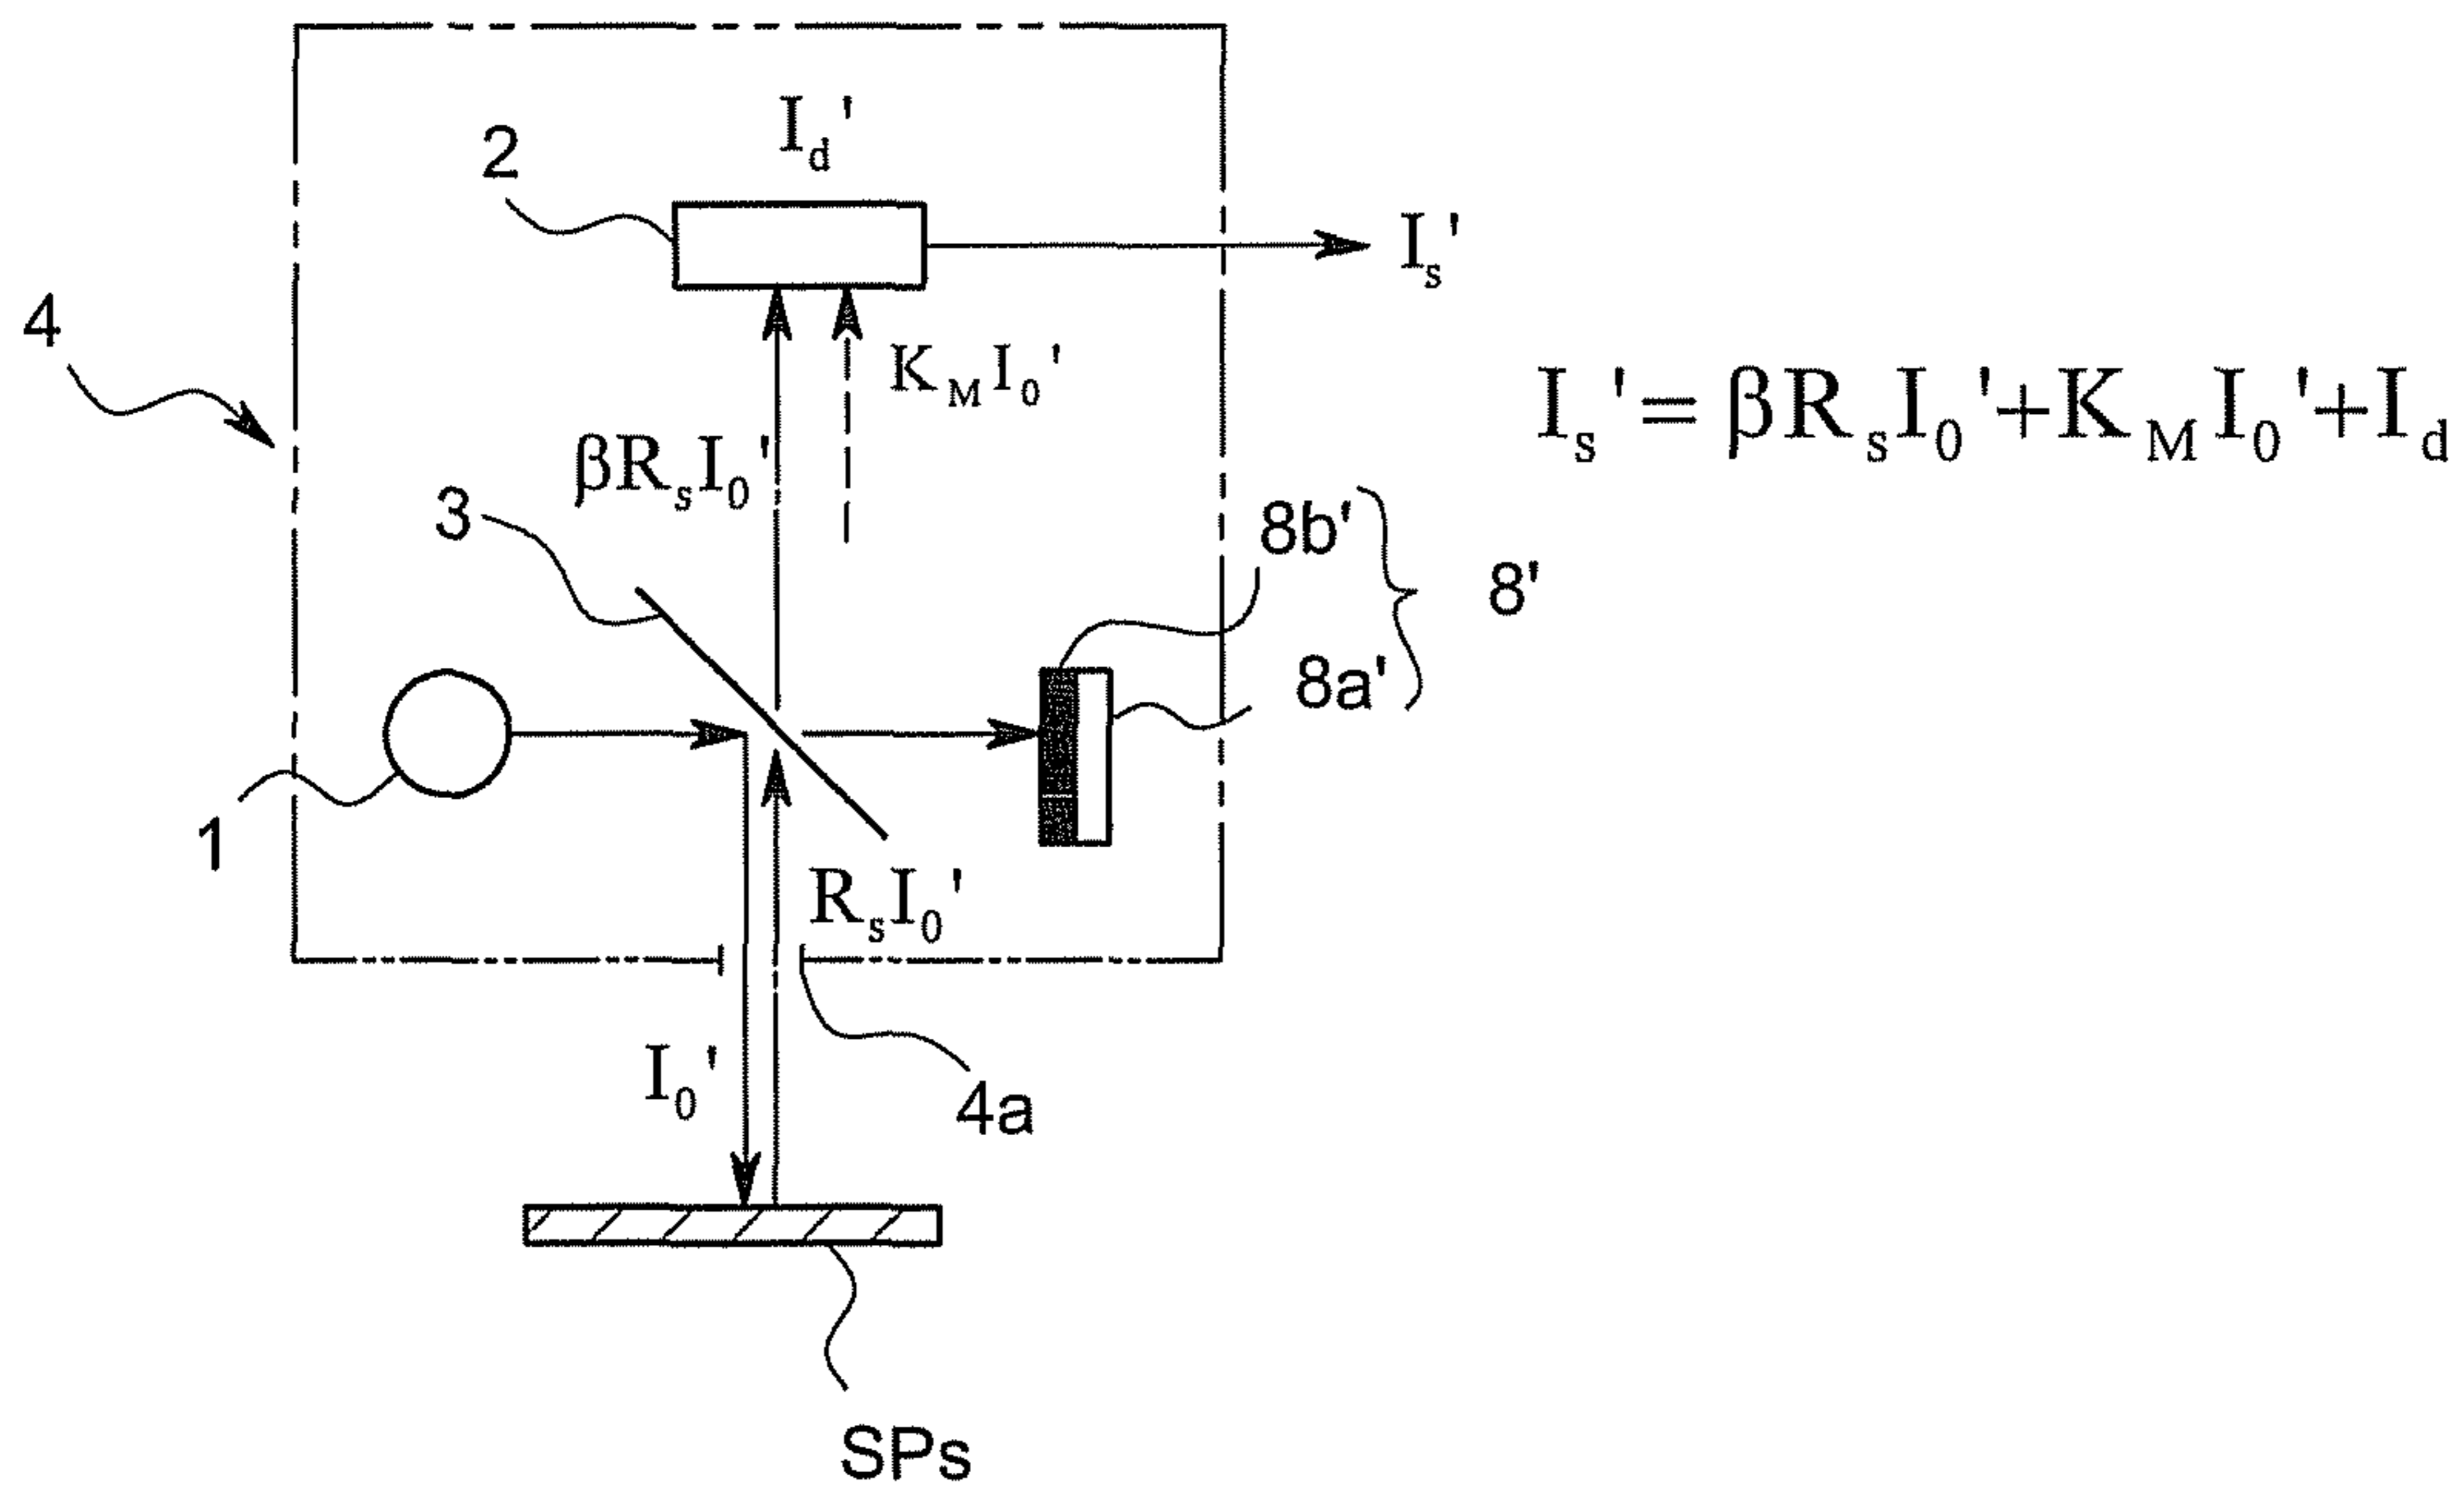 I_d'
2
I_s'
4
K_M I_0'
I_s' = βR_s I_0' + K_M I_0' + I_d
βR_s I_0'
3
8b'
8'
8a'
1
R_s I_0'
I_0'
4a
SPs